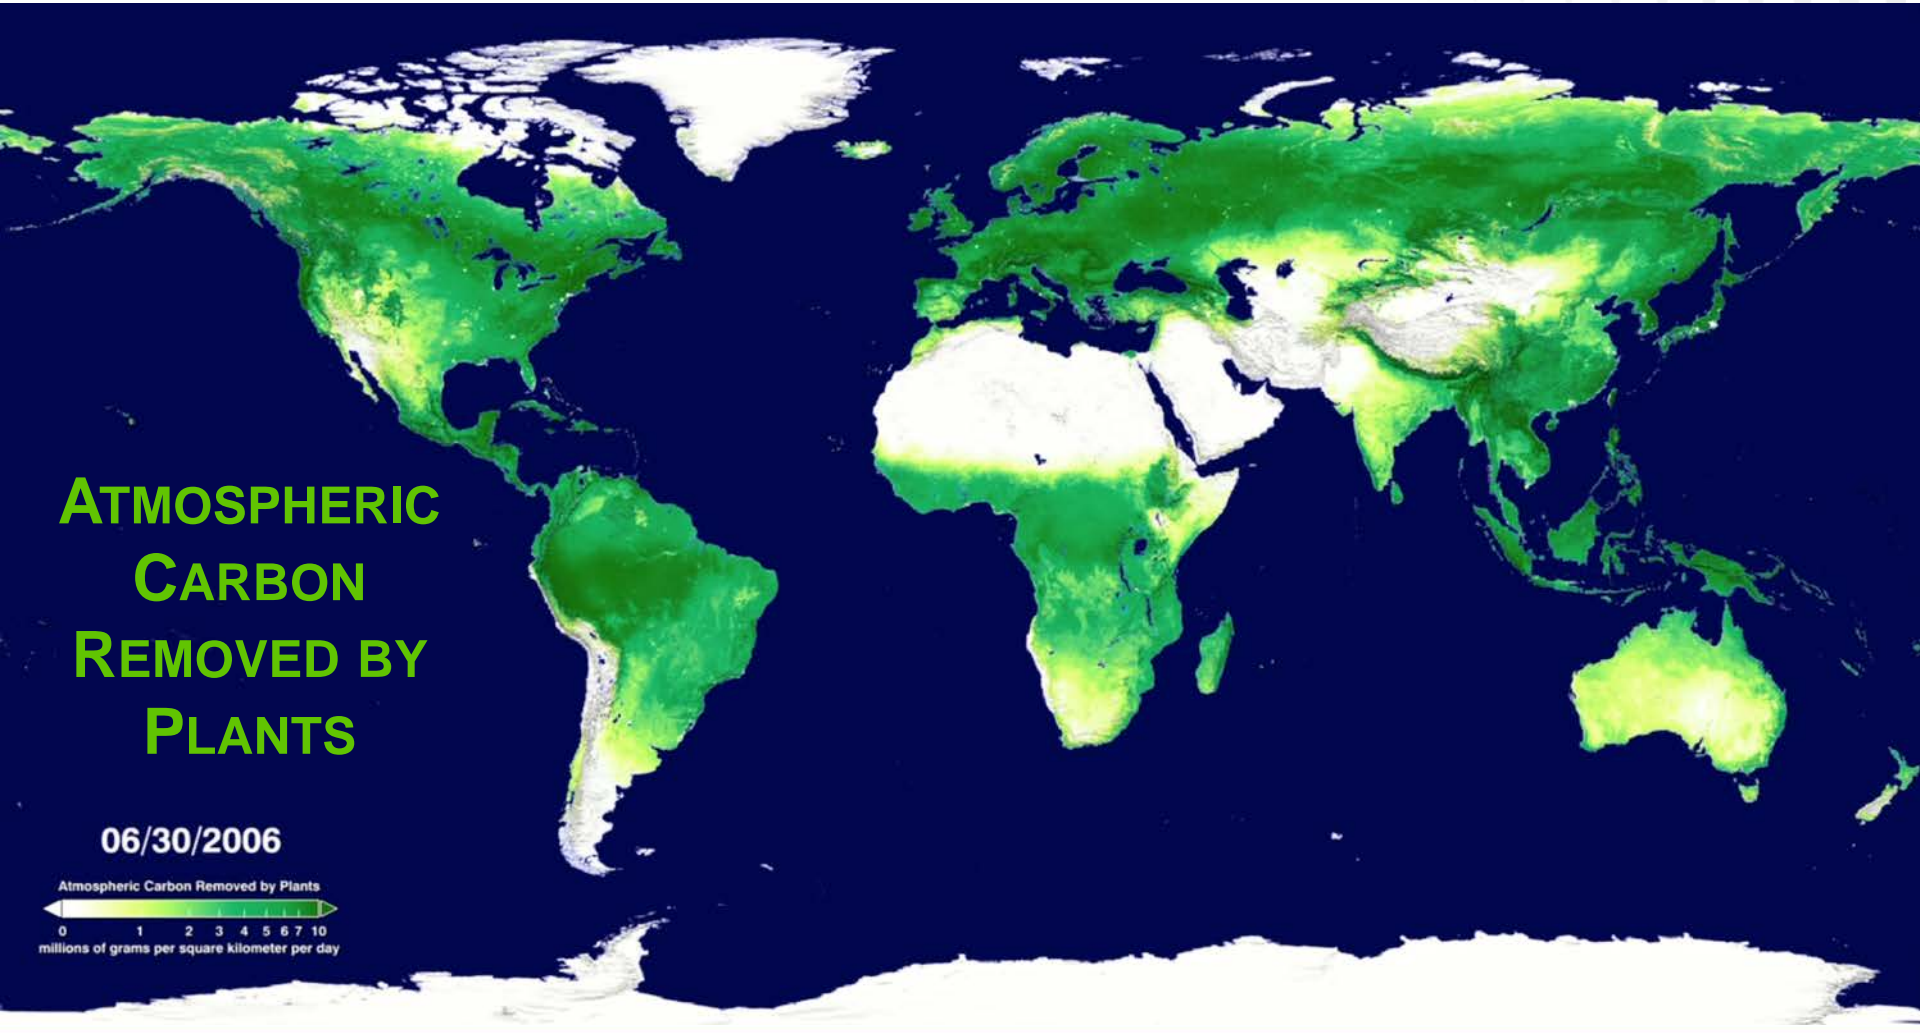 ATMOSPHERIC
CARBON
REMOVED BY
PLANTS
06/30/2006
Atmospheric Carbon Removed by Plants
0 1 2 3 4 5 6 7 10
millions of grams per square kilometer per day